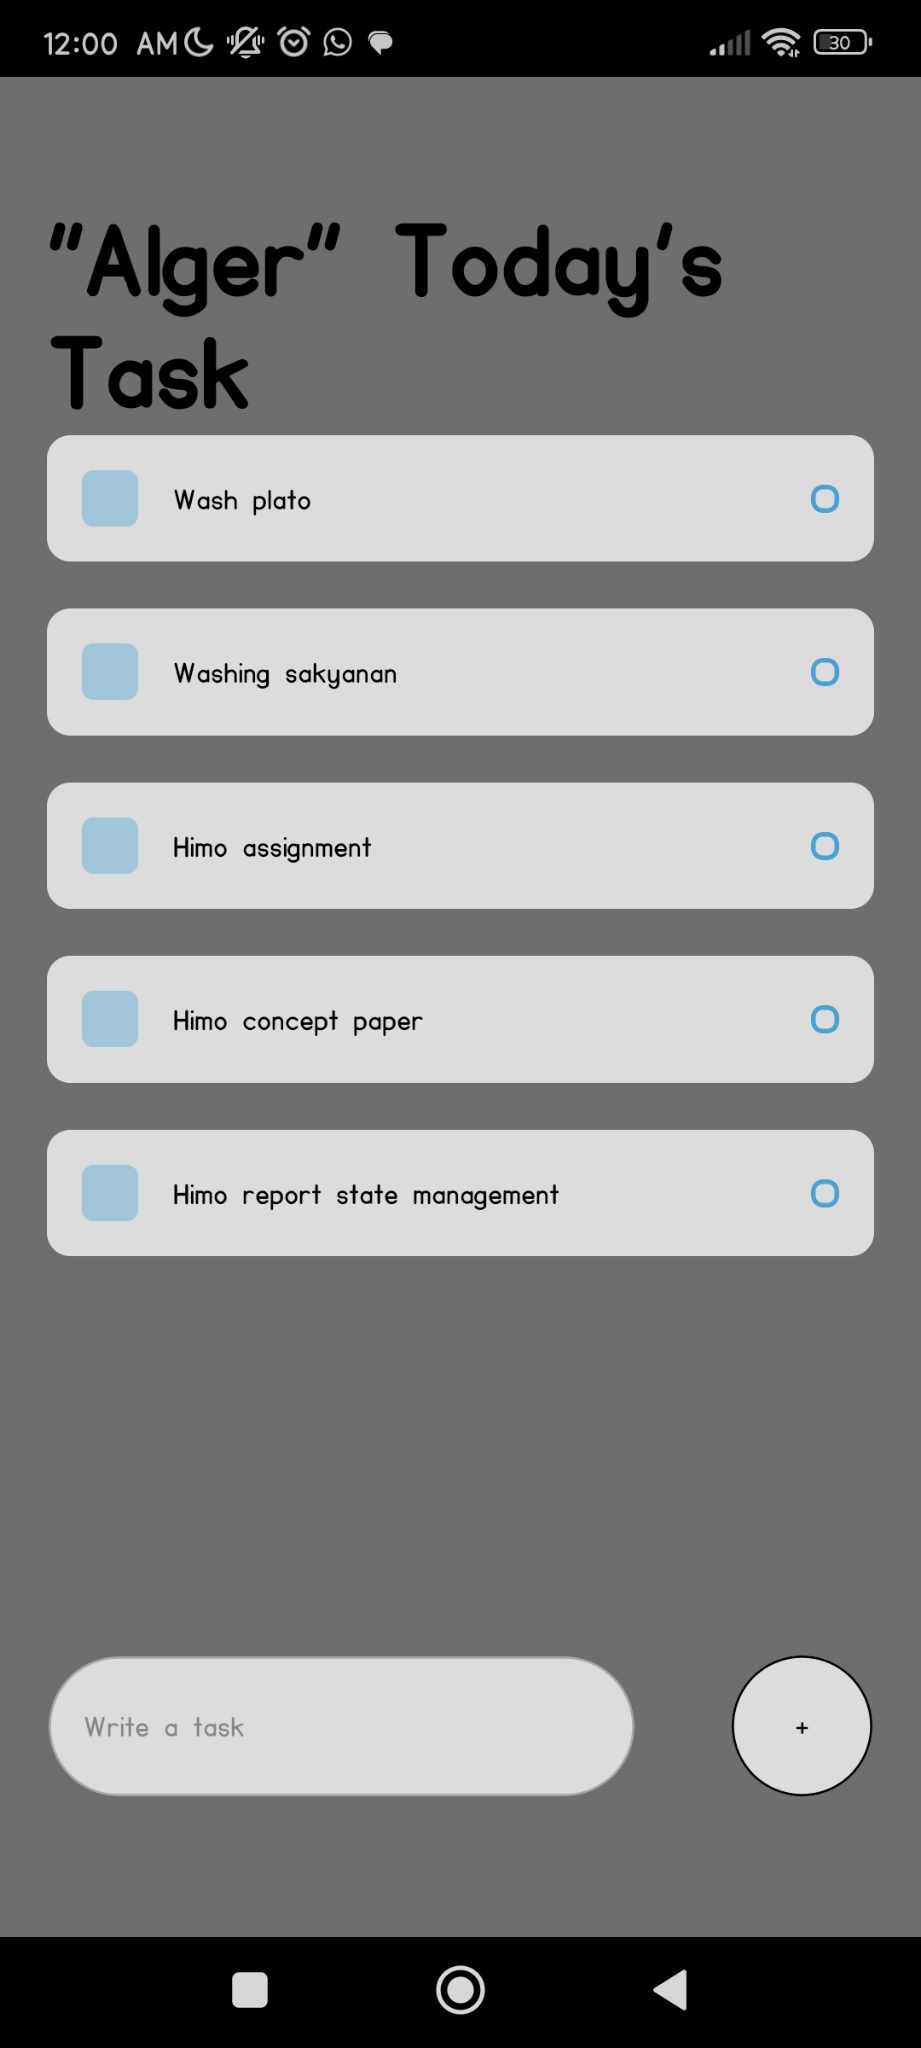 12:00 AM
30
"Alger" Today's
Task
Wash plato
Washing sakyanan
Himo assignment
Himo concept paper
Himo report state management
Write a task
+